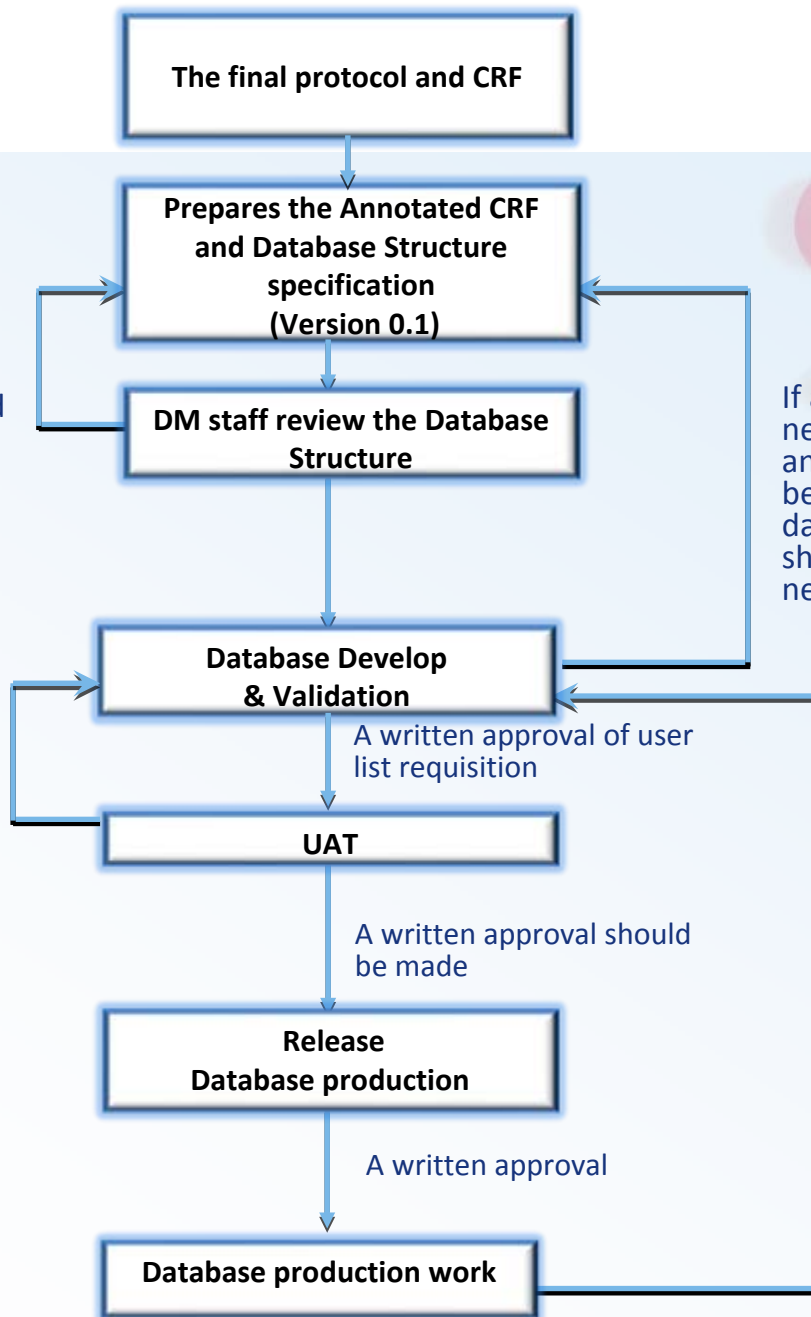 The final protocol and CRF
Prepares the Annotated CRF
and Database Structure
specification
(Version 0.1)
DM staff review the Database
Structure
If
Database Develop
& Validation
A written approval of user
list requisition
UAT
A written approval should
be made
Release
Database production
A written approval
Database production work